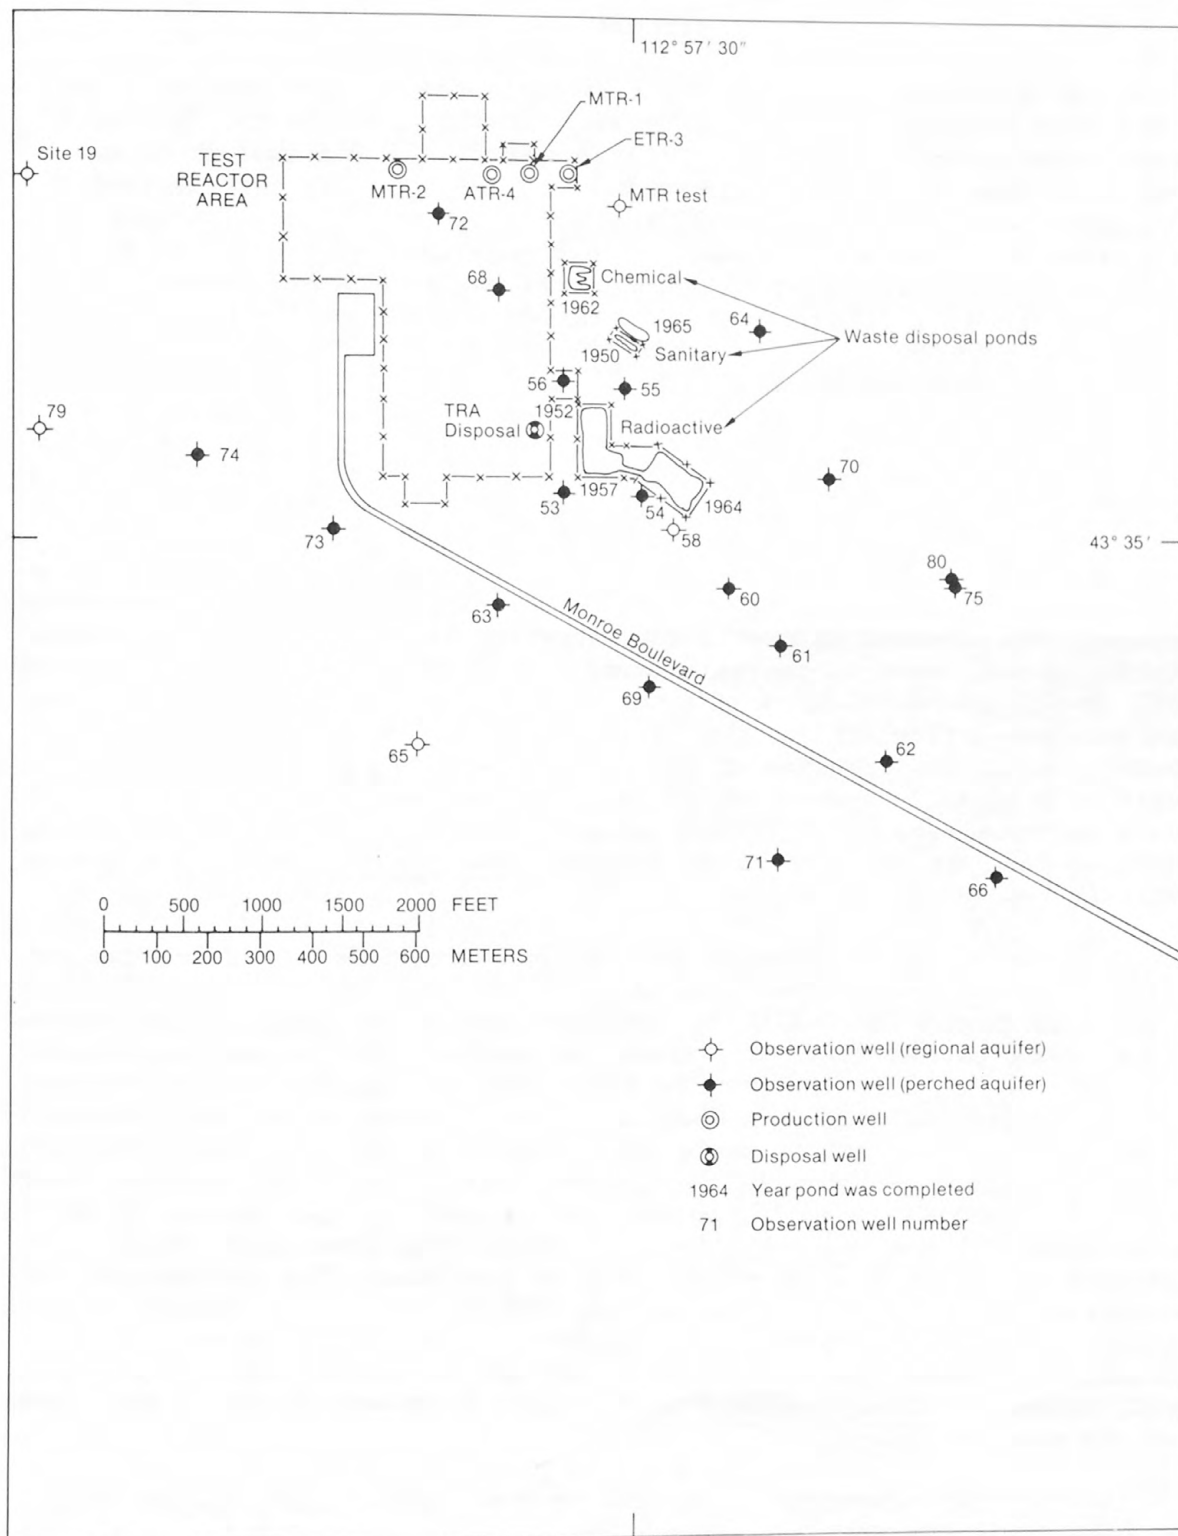 112° 57′ 30″
MTR-1
ETR-3
Site 19
TEST
REACTOR
AREA
MTR-2
ATR-4
MTR test
72
68
Chemical
1962
64
1965
1950
Sanitary
Waste disposal ponds
56
55
79
TRA
Disposal
1952
Radioactive
74
70
53
1957
54
1964
58
73
43° 35′
80
75
60
63
Monroe Boulevard
61
69
65
62
71
66
0 500 1000 1500 2000 FEET
0 100 200 300 400 500 600 METERS
Observation well (regional aquifer)
Observation well (perched aquifer)
Production well
Disposal well
1964 Year pond was completed
71 Observation well number